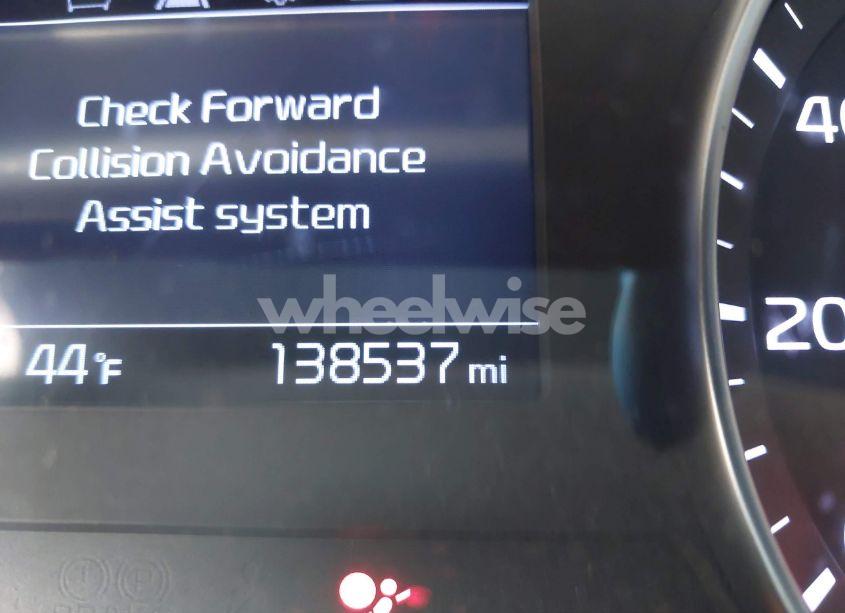 Check Forward
Collision Avoidance
Assist system
wheelwise
44°F 138537 mi
20